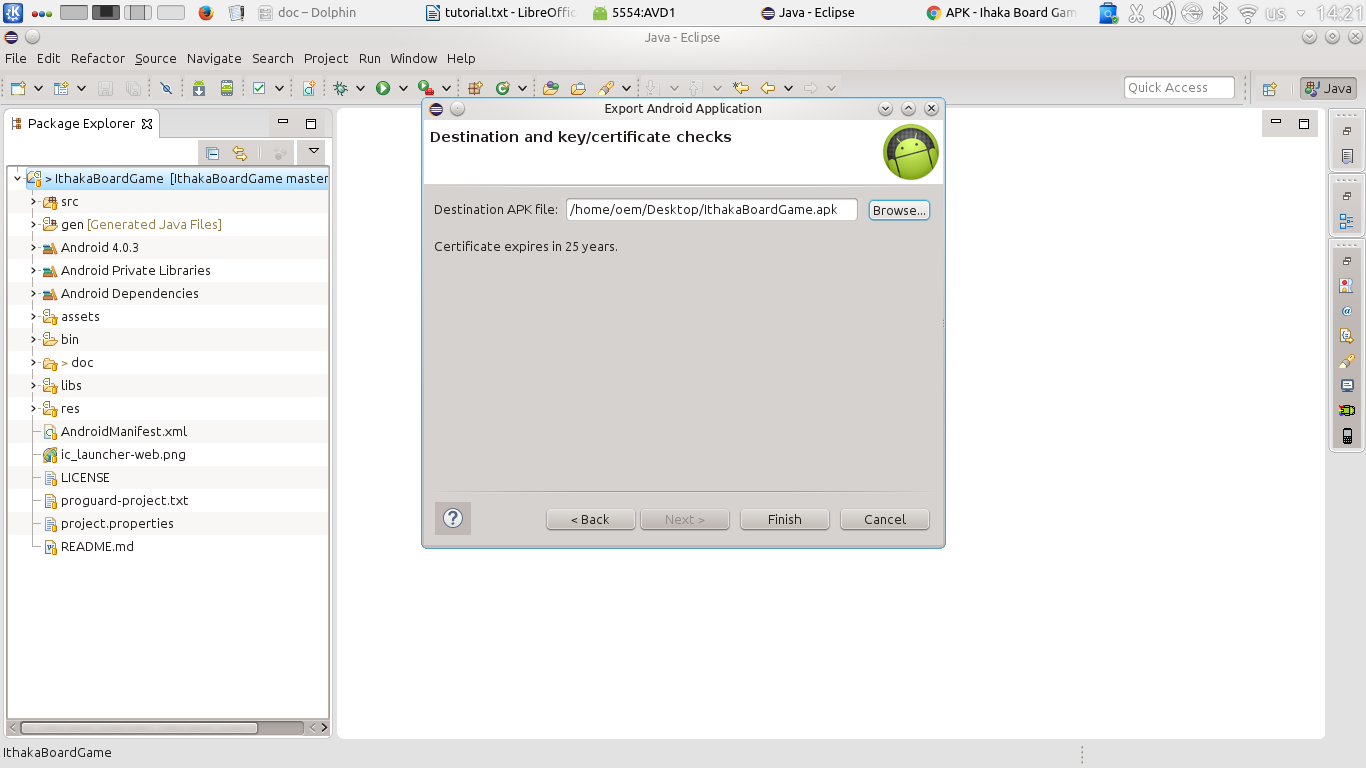 doc – Dolphin
tutorial.txt - LibreOffic
5554:AVD1
Java - Eclipse
APK - Ihaka Board Gam
us
14:21
Java - Eclipse
File Edit Refactor Source Navigate Search Project Run Window Help
Quick Access
Java
Package Explorer
> IthakaBoardGame [IthakaBoardGame master
src
gen [Generated Java Files]
Android 4.0.3
Android Private Libraries
Android Dependencies
assets
bin
> doc
libs
res
AndroidManifest.xml
ic_launcher-web.png
LICENSE
proguard-project.txt
project.properties
README.md
Export Android Application
Destination and key/certificate checks
Destination APK file: /home/oem/Desktop/IthakaBoardGame.apk Browse...
Certificate expires in 25 years.
? < Back Next > Finish Cancel
IthakaBoardGame